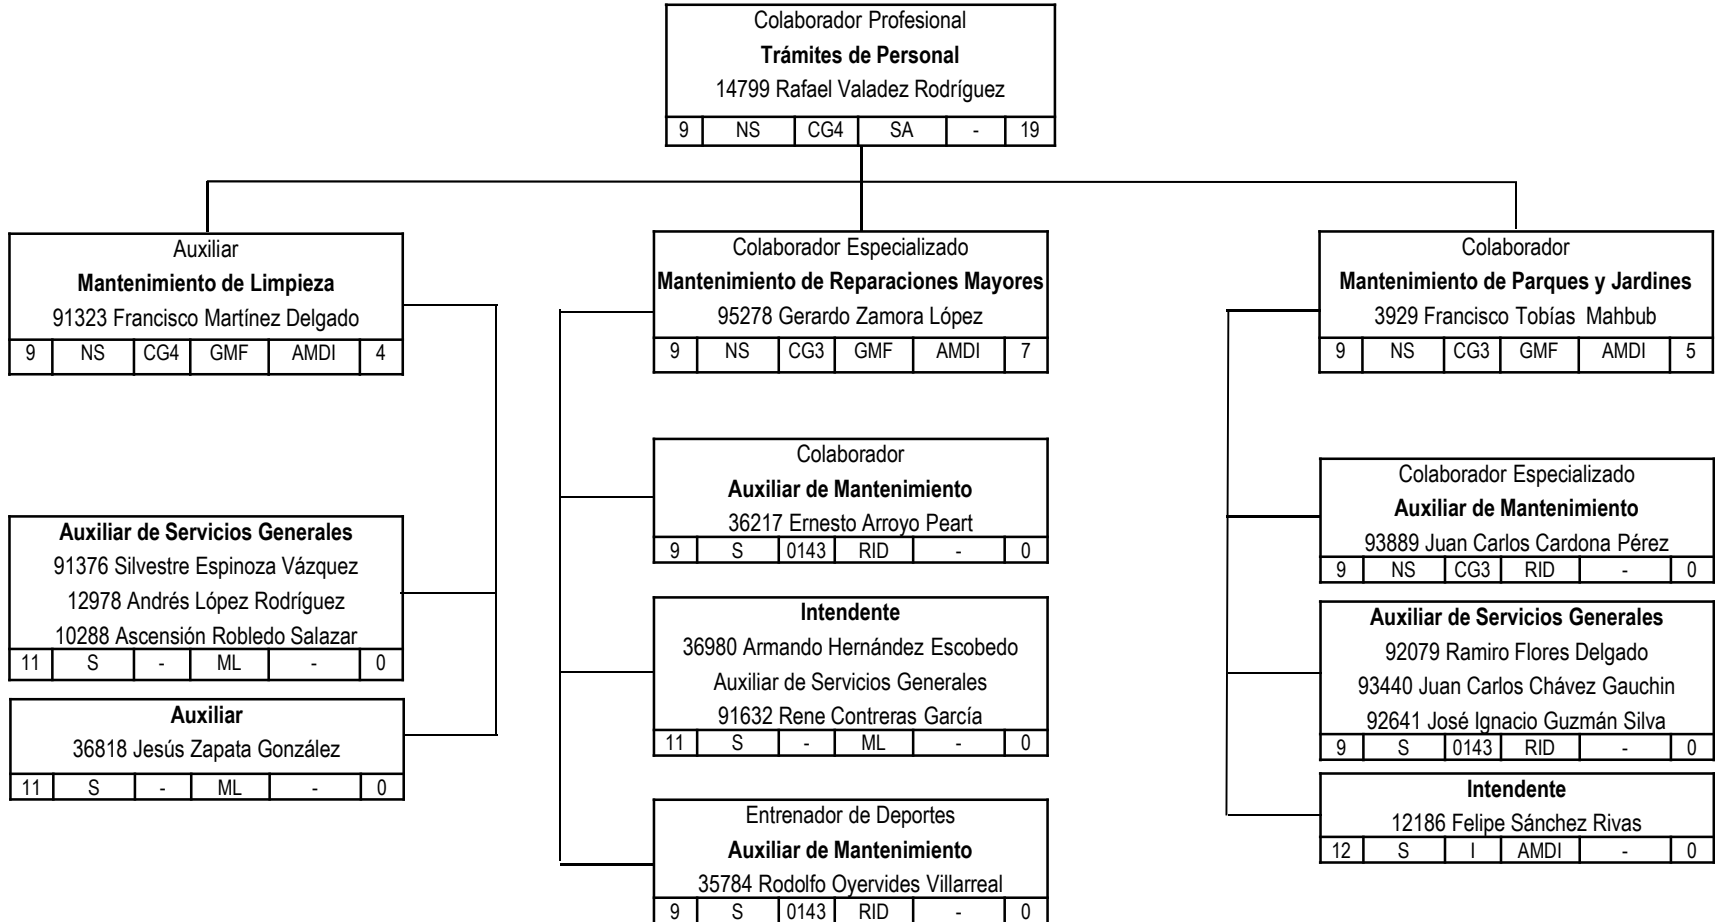 Colaborador Profesional
Trámites de Personal
14799 Rafael Valadez Rodríguez
9 NS CG4 SA - 19
Auxiliar
Mantenimiento de Limpieza
91323 Francisco Martínez Delgado
9 NS CG4 GMF AMDI 4
Auxiliar de Servicios Generales
91376 Silvestre Espinoza Vázquez
12978 Andrés López Rodríguez
10288 Ascensión Robledo Salazar
11 S - ML - 0
Auxiliar
36818 Jesús Zapata González
11 S - ML - 0
Colaborador Especializado
Mantenimiento de Reparaciones Mayores
95278 Gerardo Zamora López
9 NS CG3 GMF AMDI 7
Colaborador
Auxiliar de Mantenimiento
36217 Ernesto Arroyo Peart
9 S 0143 RID - 0
Intendente
36980 Armando Hernández Escobedo
Auxiliar de Servicios Generales
91632 Rene Contreras García
11 S - ML - 0
Entrenador de Deportes
Auxiliar de Mantenimiento
35784 Rodolfo Oyervides Villarreal
9 S 0143 RID - 0
Colaborador
Mantenimiento de Parques y Jardines
3929 Francisco Tobías Mahbub
9 NS CG3 GMF AMDI 5
Colaborador Especializado
Auxiliar de Mantenimiento
93889 Juan Carlos Cardona Pérez
9 NS CG3 RID - 0
Auxiliar de Servicios Generales
92079 Ramiro Flores Delgado
93440 Juan Carlos Chávez Gauchin
92641 José Ignacio Guzmán Silva
9 S 0143 RID - 0
Intendente
12186 Felipe Sánchez Rivas
12 S I AMDI - 0